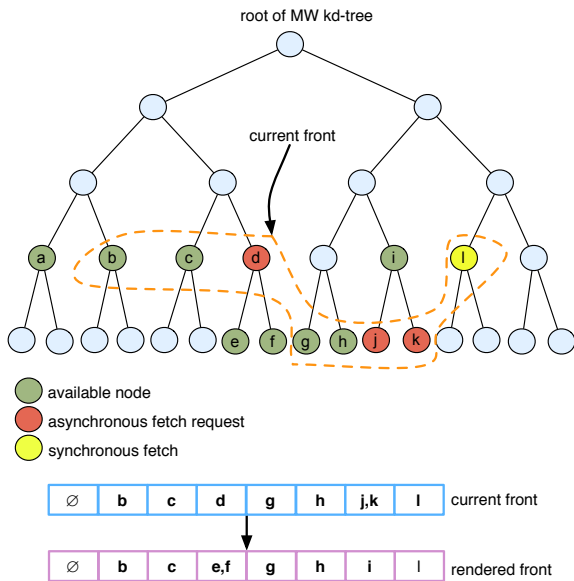 root of MW kd-tree
current front
a b c d i l
e f g h j k
available node
asynchronous fetch request
synchronous fetch
∅ b c d g h j,k l current front
∅ b c e,f g h i l rendered front